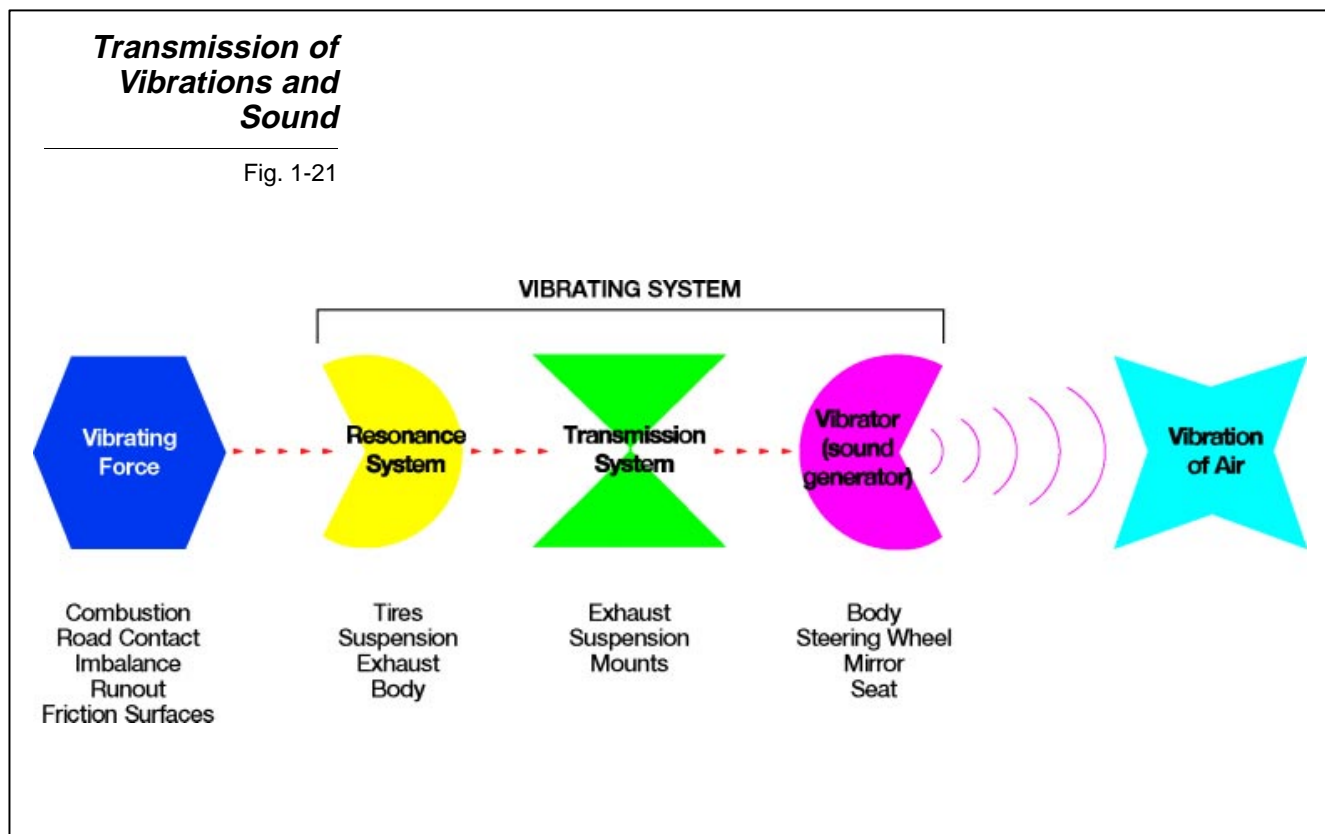 Transmission of
Vibrations and
Sound
Fig. 1-21
VIBRATING SYSTEM
Vibrating
Force
Resonance
System
Transmission
System
Vibrator
(sound
generator)
Vibration
of Air
Combustion
Road Contact
Imbalance
Runout
Friction Surfaces
Tires
Suspension
Exhaust
Body
Exhaust
Suspension
Mounts
Body
Steering Wheel
Mirror
Seat